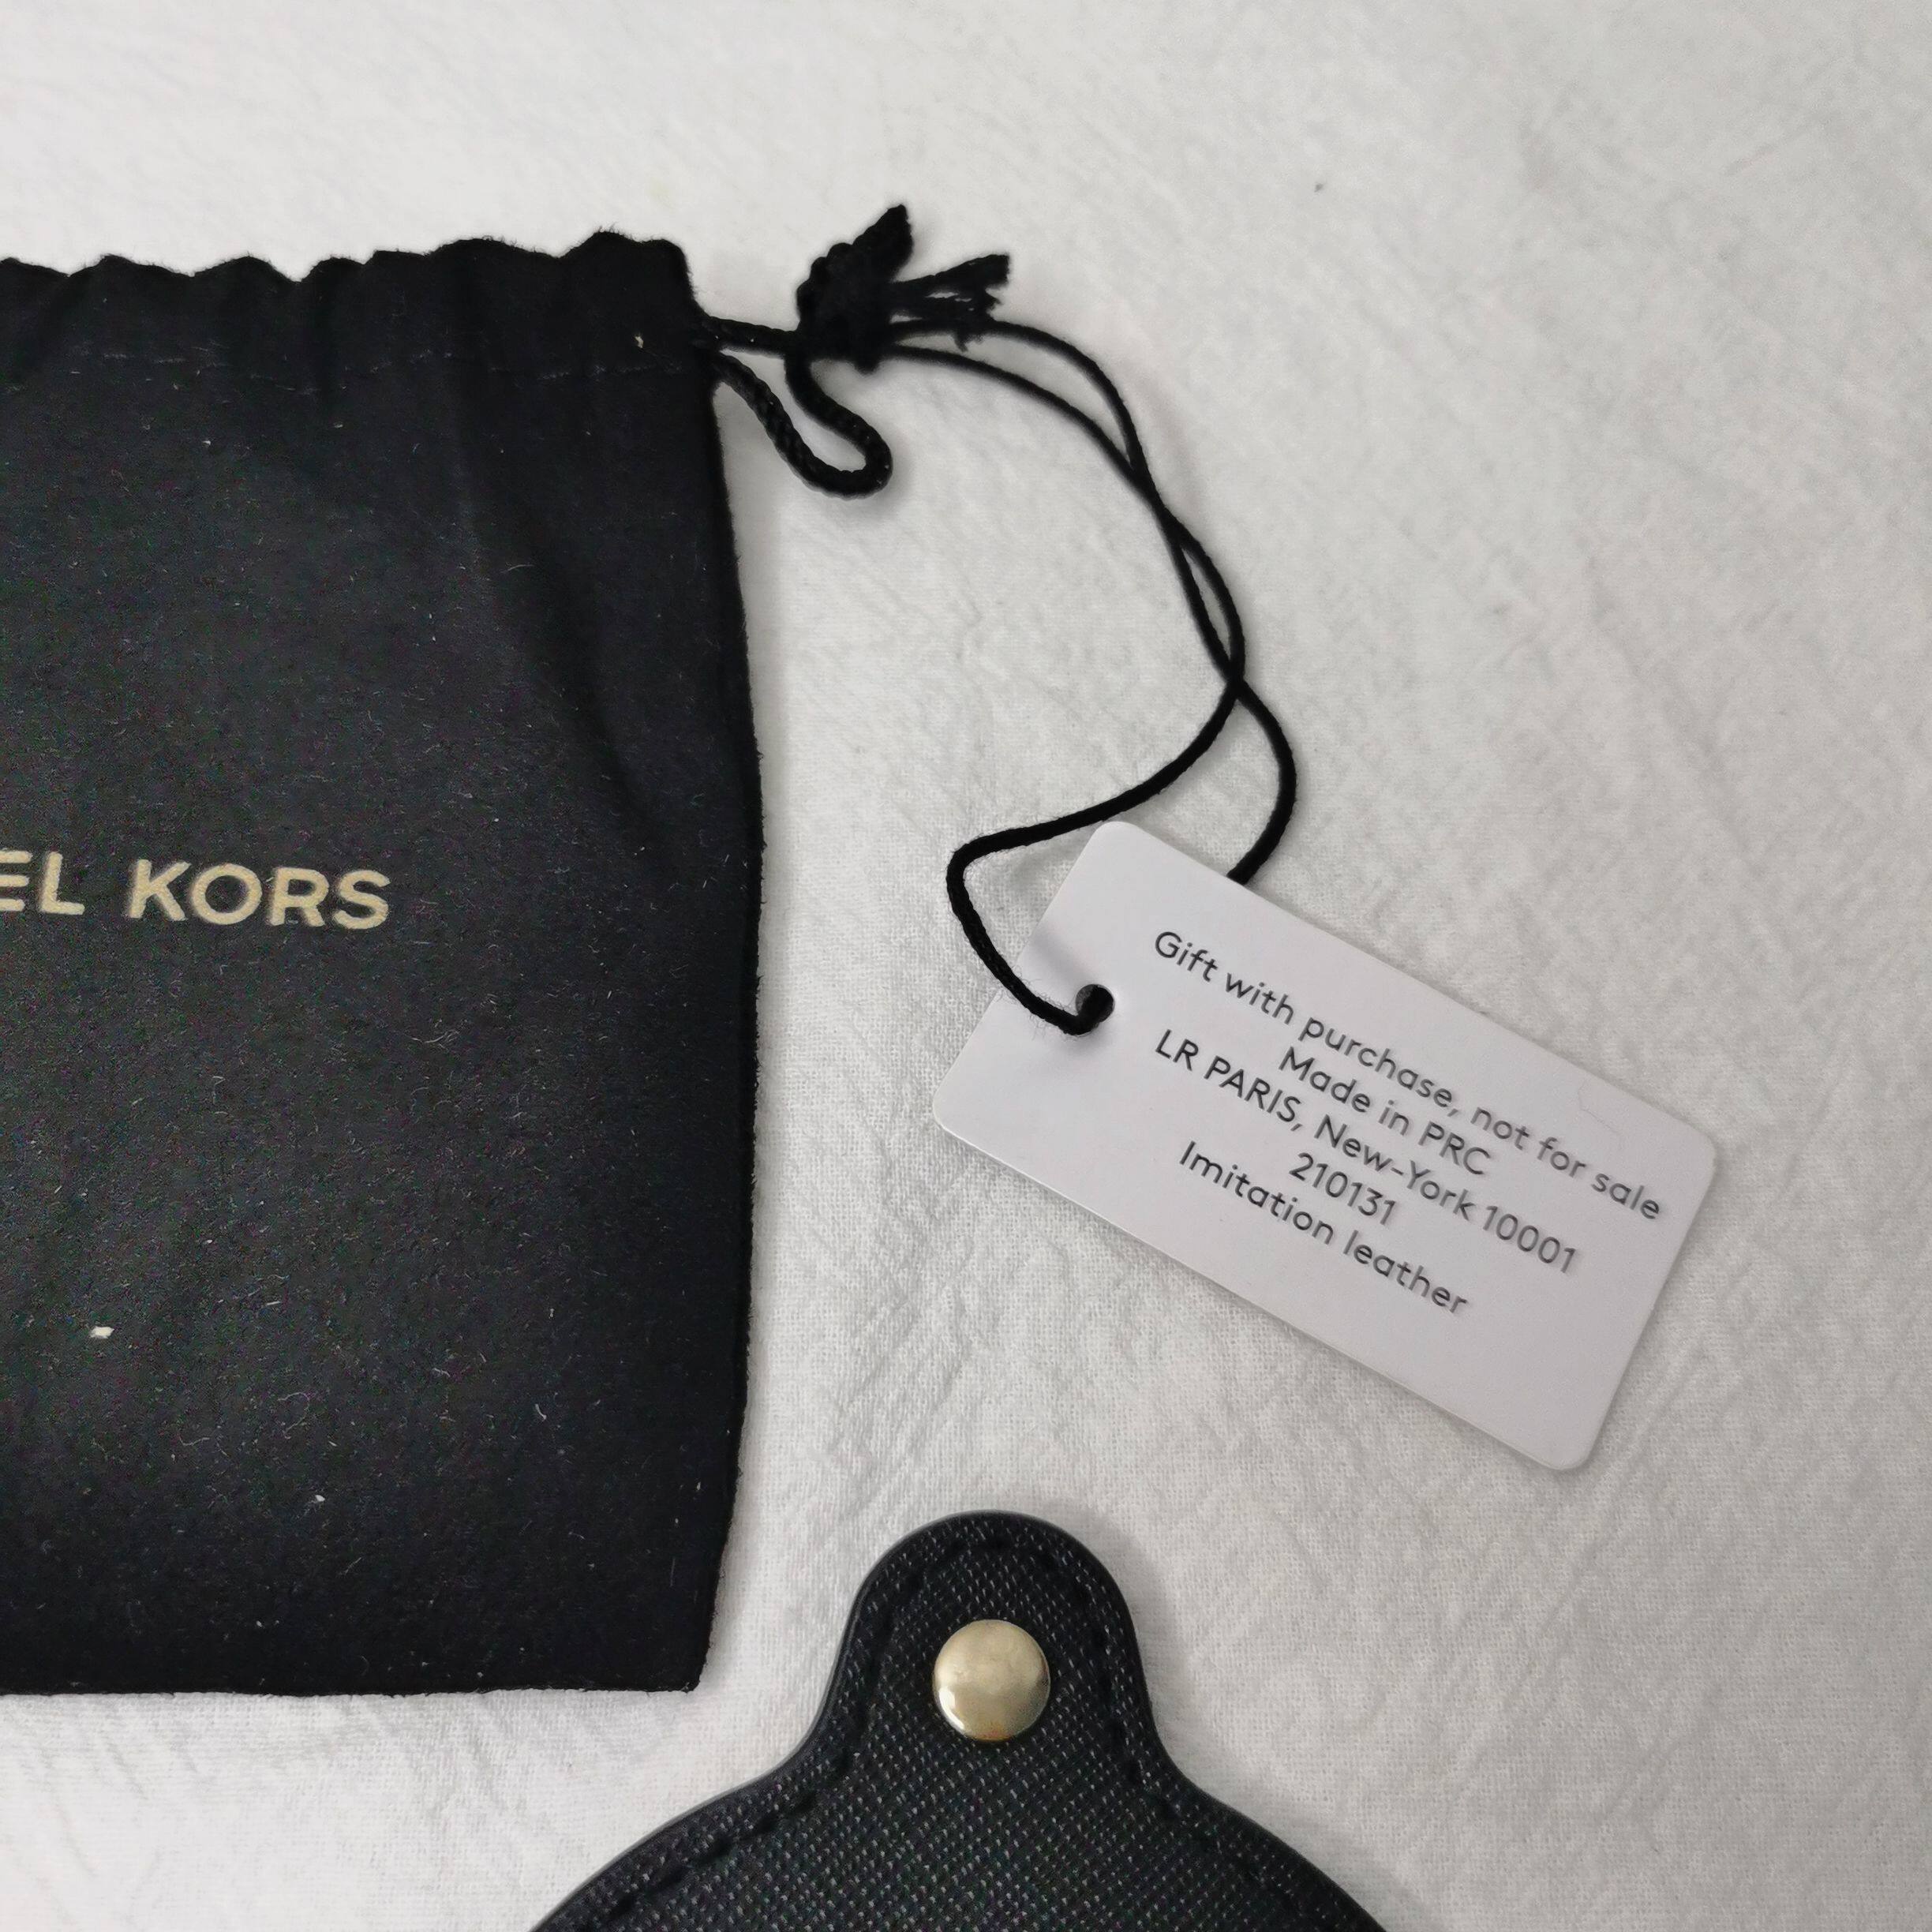 EL KORS
Gift with purchase, not for sale
Made in PRC
LR PARIS, New-York 10001
210131
Imitation leather